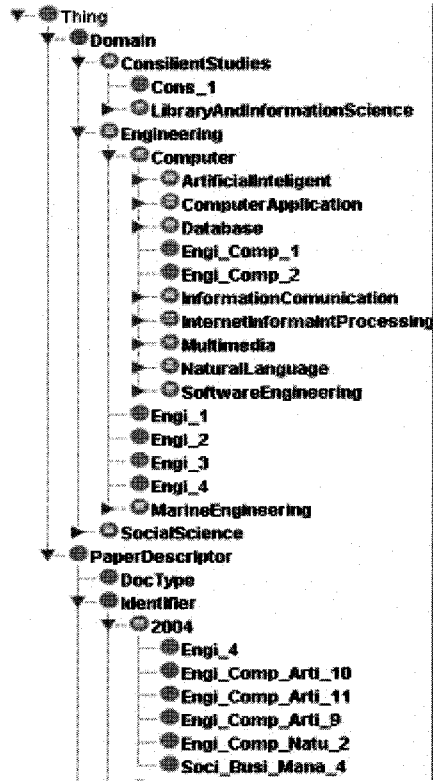 Thing
Domain
ConsilientStudies
Cons_1
LibraryAndInformationScience
Engineering
Computer
ArtificialInteligent
ComputerApplication
Database
Engi_Comp_1
Engi_Comp_2
InformationComunication
InternetInformaintProcessing
Multimedia
NaturalLanguage
SoftwareEngineering
Engi_1
Engi_2
Engi_3
Engi_4
MarineEngineering
SocialScience
PaperDescriptor
DocType
Identifier
2004
Engi_4
Engi_Comp_Arti_10
Engi_Comp_Arti_11
Engi_Comp_Arti_9
Engi_Comp_Natu_2
Soci_Busi_Mana_4